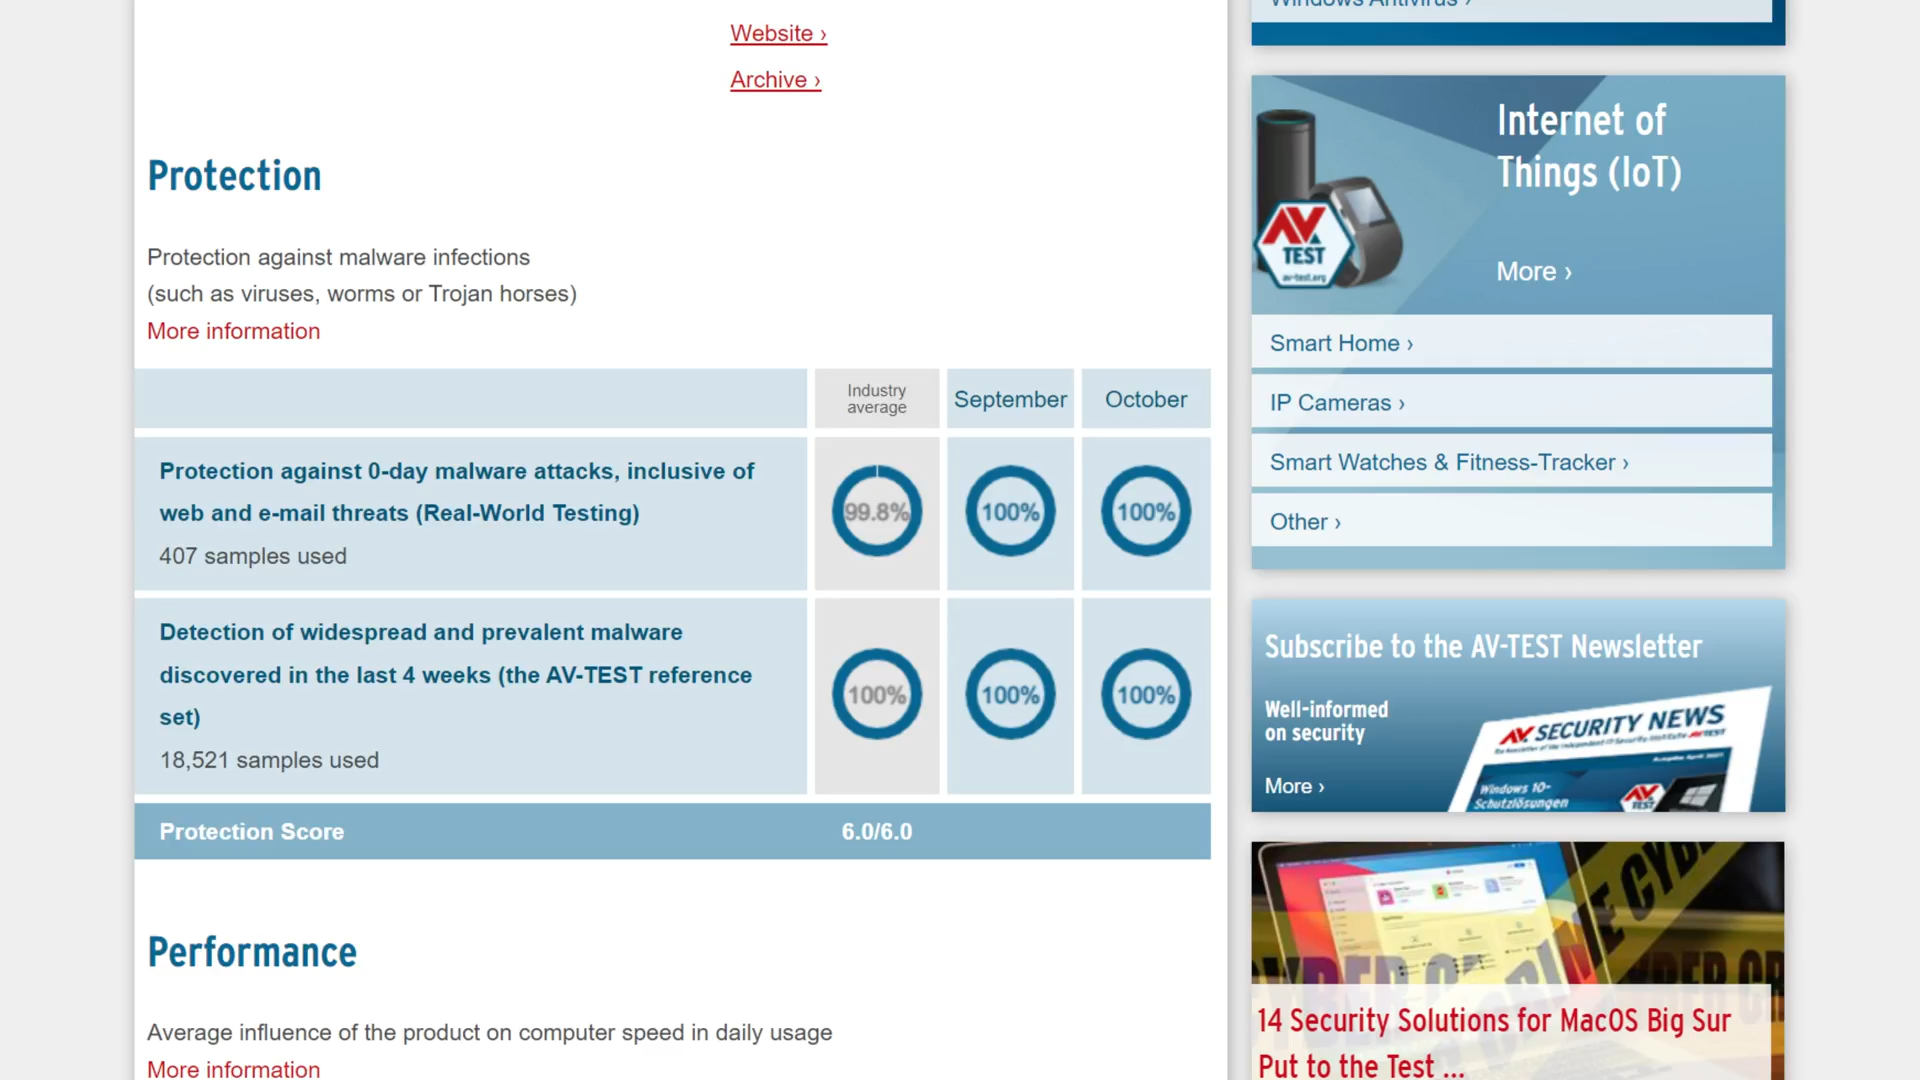 Website ›
Archive ›
Protection
Protection against malware infections
(such as viruses, worms or Trojan horses)
More information
Industry
average
September
October
Protection against 0-day malware attacks, inclusive of
web and e-mail threats (Real-World Testing)
407 samples used
99.8%
100%
100%
Detection of widespread and prevalent malware
discovered in the last 4 weeks (the AV-TEST reference
set)
18,521 samples used
100%
100%
100%
Protection Score
6.0/6.0
Performance
Average influence of the product on computer speed in daily usage
More information
Windows Antivirus ›
Internet of
Things (IoT)
AV
TEST
av-test.org
More ›
Smart Home ›
IP Cameras ›
Smart Watches & Fitness-Tracker ›
Other ›
Subscribe to the AV-TEST Newsletter
Well-informed
on security
More ›
AV SECURITY NEWS
Windows 10-
Schutzlösungen
AV
TEST
14 Security Solutions for MacOS Big Sur
Put to the Test ...